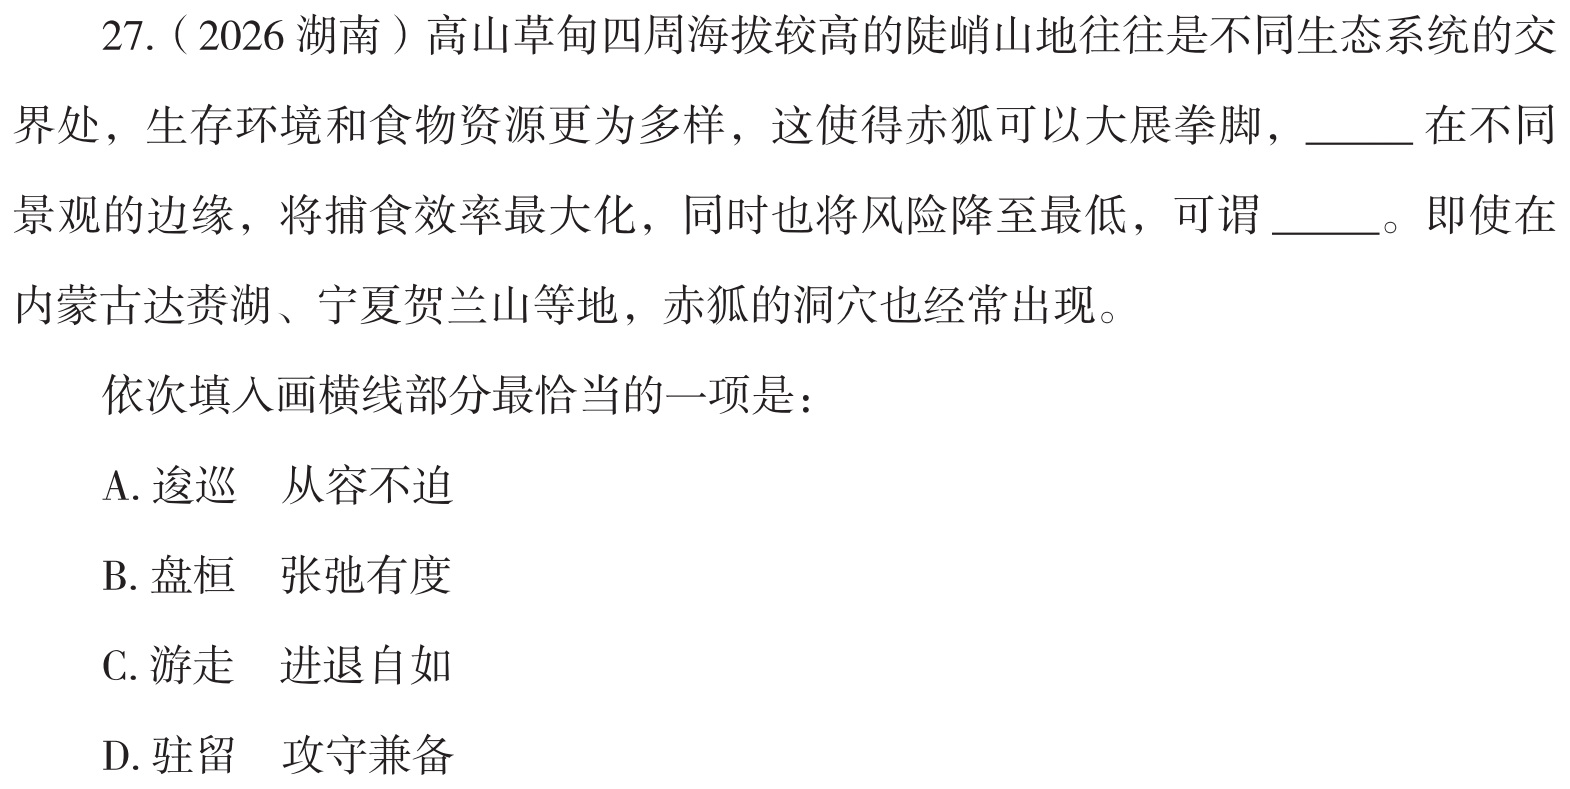 27.（2026 湖南）高山草甸四周海拔较高的陡峭山地往往是不同生态系统的交
界处，生存环境和食物资源更为多样，这使得赤狐可以大展拳脚，_____ 在不同
景观的边缘，将捕食效率最大化，同时也将风险降至最低，可谓 _____。即使在
内蒙古达赉湖、宁夏贺兰山等地，赤狐的洞穴也经常出现。
依次填入画横线部分最恰当的一项是：
A. 逡巡　从容不迫
B. 盘桓　张弛有度
C. 游走　进退自如
D. 驻留　攻守兼备